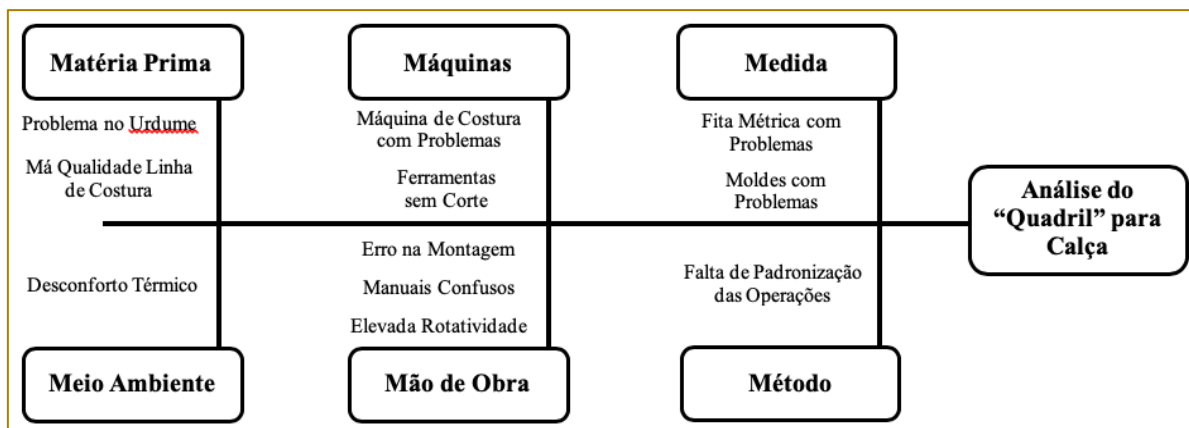 Matéria Prima
Máquinas
Medida
Problema no Urdume
Má Qualidade Linha
de Costura
Máquina de Costura
com Problemas
Ferramentas
sem Corte
Fita Métrica com
Problemas
Moldes com
Problemas
Análise do
“Quadril” para
Calça
Desconforto Térmico
Erro na Montagem
Manuais Confusos
Elevada Rotatividade
Falta de Padronização
das Operações
Meio Ambiente
Mão de Obra
Método